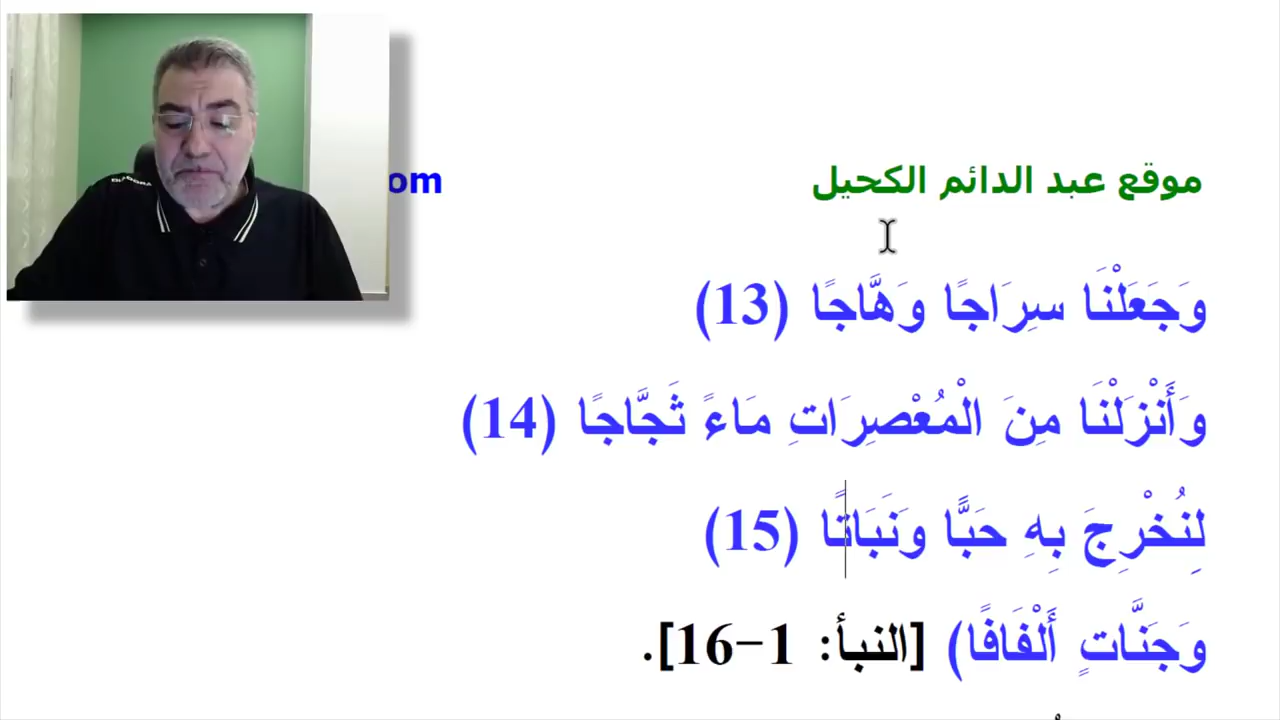 موقع عبد الدائم الكحيل om
وَجَعَلْنَا سِرَاجًا وَهَّاجًا (13)
وَأَنْزَلْنَا مِنَ الْمُعْصِرَاتِ مَاءً ثَجَّاجًا (14)
لِنُخْرِجَ بِهِ حَبًّا وَنَبَاتًا (15)
وَجَنَّاتٍ أَلْفَافًا) [النبأ: 1-16].